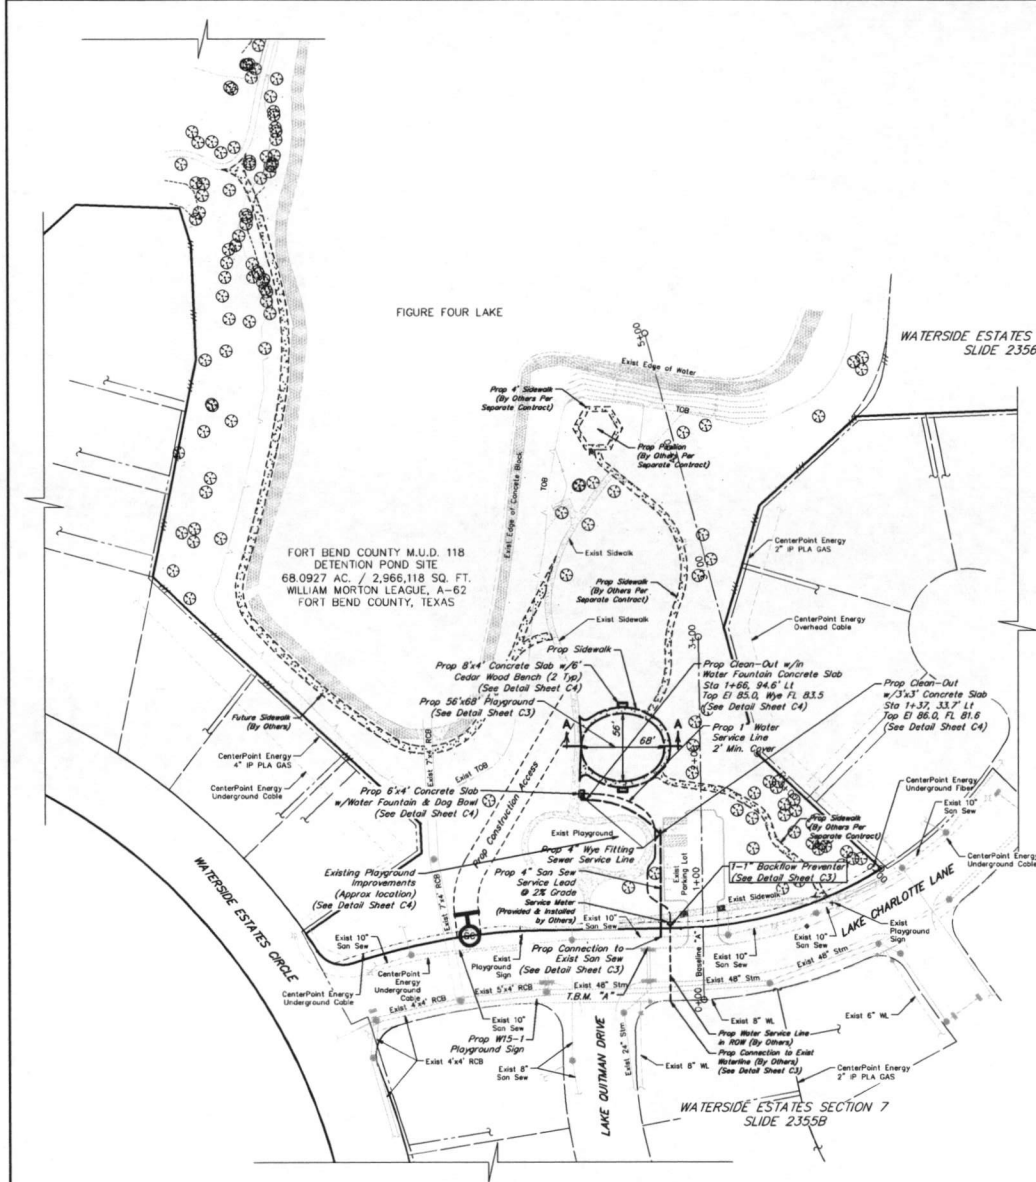 FIGURE FOUR LAKE
WATERSIDE ESTATES
SLIDE 2356
5+00
Exist Edge of Water
TOB
Prop 4' Sidewalk
(By Others Per
Separate Contract)
Prop Pavilion
(By Others Per
Separate Contract)
Exist Edge of Concrete Block
TOB
Exist Sidwalk
CenterPoint Energy
2" IP PLA GAS
FORT BEND COUNTY M.U.D. 118
DETENTION POND SITE
68.0927 AC. / 2,966,118 SQ. FT.
WILLIAM MORTON LEAGUE, A-62
FORT BEND COUNTY, TEXAS
Prop Sidewalk
(By Others Per
Separate Contract)
Exist Sidewalk
CenterPoint Energy
Overhead Cable
3+00
Prop Sidewalk
Prop 8'x4' Concrete Slab w/6'
Cedar Wood Bench (2 Typ)
(See Detail Sheet C4)
Prop 56'x68' Playground
(See Detail Sheet C3)
Prop Clean-Out w/in
Water Fountain Concrete Slab
Sta 1+66, 94.6' Lt
Top El 85.0, Wye FL 83.5
(See Detail Sheet C4)
Prop Clean-Out
w/3'x3' Concrete Slab
Sta 1+37, 33.7' Lt
Top El 86.0, FL 81.6
(See Detail Sheet C4)
A
A
56'
68'
Prop 1" Water
Service Line
2' Min. Cover
Future Sidewalk
(By Others)
CenterPoint Energy
4" IP PLA GAS
CenterPoint Energy
Underground Cable
Exist 7'x4' RCB
Exist TOB
Prop 6'x4' Concrete Slab
w/Water Fountain & Dog Bowl
(See Detail Sheet C4)
Prop Construction Access
CenterPoint Energy
Underground Fiber
Exist 10"
San Sew
Prop Sidewalk
(By Others Per
Separate Contract)
Exist Playground
Prop 4" Wye Fitting
Sewer Service Line
CenterPoint Energy
Underground Cable
Existing Playground
Improvements
(Approx location)
(See Detail Sheet C4)
Exist 7'x4' RCB
Prop 4" San Sew
Service Lead
@ 2% Grade
Service Meter
(Provided & Installed
by Others)
Exist
Parking Lot
1+00
1-1" Backflow Preventer
(See Detail Sheet C3)
Exist Sidewalk
LAKE CHARLOTTE LANE
WATERSIDE ESTATES CIRCLE
Exist 10"
San Sew
Exist 10"
San Sew
Exist
Playground
Sign
Exist 10"
San Sew
Exist 10"
San Sew
Exist
Playground
Sign
Prop Connection to
Exist San Sew
(See Detail Sheet C3)
Baseline "A"
Exist 48" Stm
CenterPoint
Energy
Underground
Cable
CenterPoint Energy
Underground Cable
Exist 4'x4' RCB
Exist 5'x4' RCB
Exist 48" Stm
T.B.M. "A"
Exist 48" Stm
0+00
Exist 8" WL
Exist 6" WL
Exist 10"
San Sew
Prop W15-1
Playground Sign
Exist 4'x4' RCB
Exist 8"
San Sew
LAKE QUITMAN DRIVE
Exist 24" Stm
Prop Water Service Line
in ROW (By Others)
Prop Connection to Exist
Waterline (By Others)
(See Detail Sheet C3)
Exist 8" WL
CenterPoint Energy
2" IP PLA GAS
WATERSIDE ESTATES SECTION 7
SLIDE 2355B